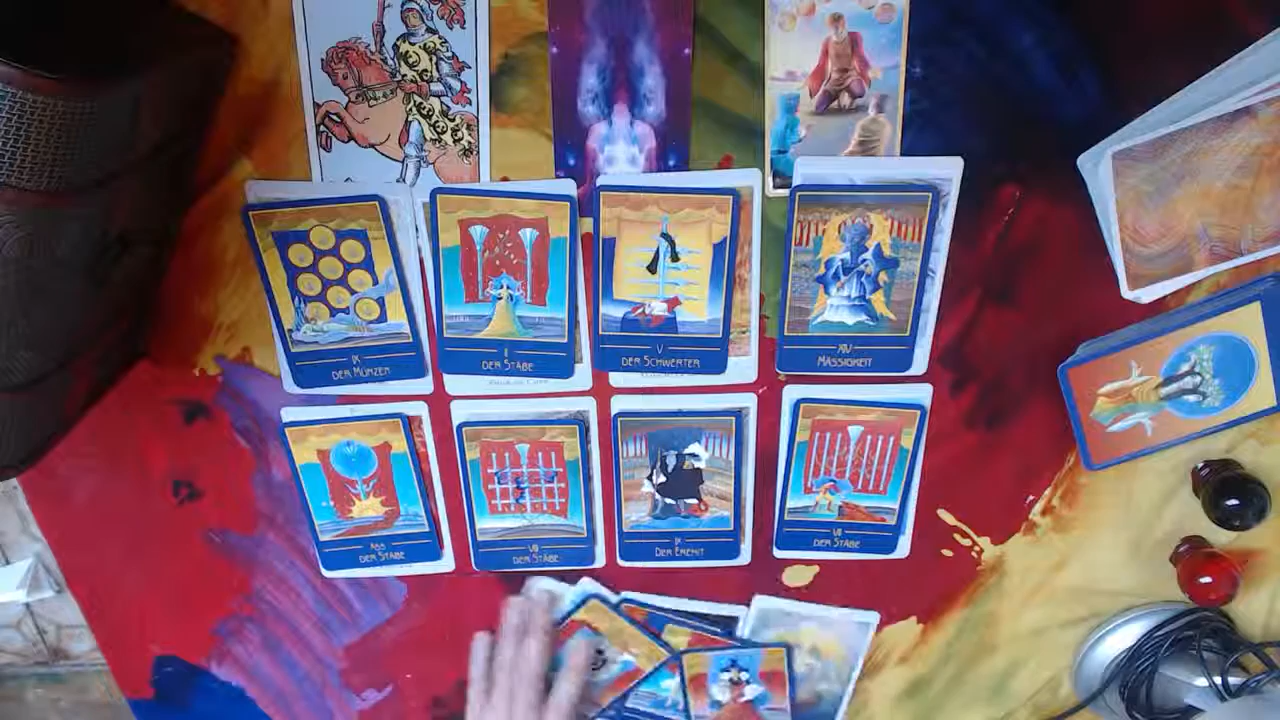 IX
DER MÜNZEN
II
DER STÄBE
V
DER SCHWERTER
XIV
MÄSSIGKEIT
ASS
DER STÄBE
VIII
DER STÄBE
IX
DER EREMIT
VII
DER STÄBE